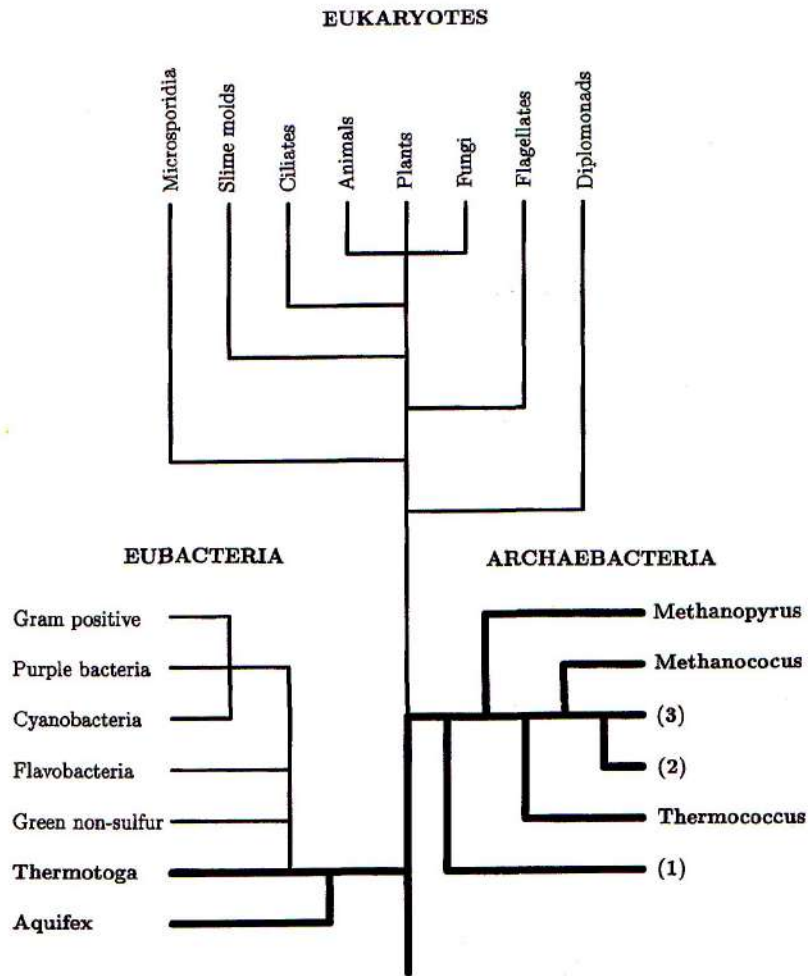 EUKARYOTES
Microsporidia
Slime molds
Ciliates
Animals
Plants
Fungi
Flagellates
Diplomonads
EUBACTERIA
Gram positive
Purple bacteria
Cyanobacteria
Flavobacteria
Green non-sulfur
Thermotoga
Aquifex
ARCHAEBACTERIA
Methanopyrus
Methanococus
(3)
(2)
Thermococcus
(1)